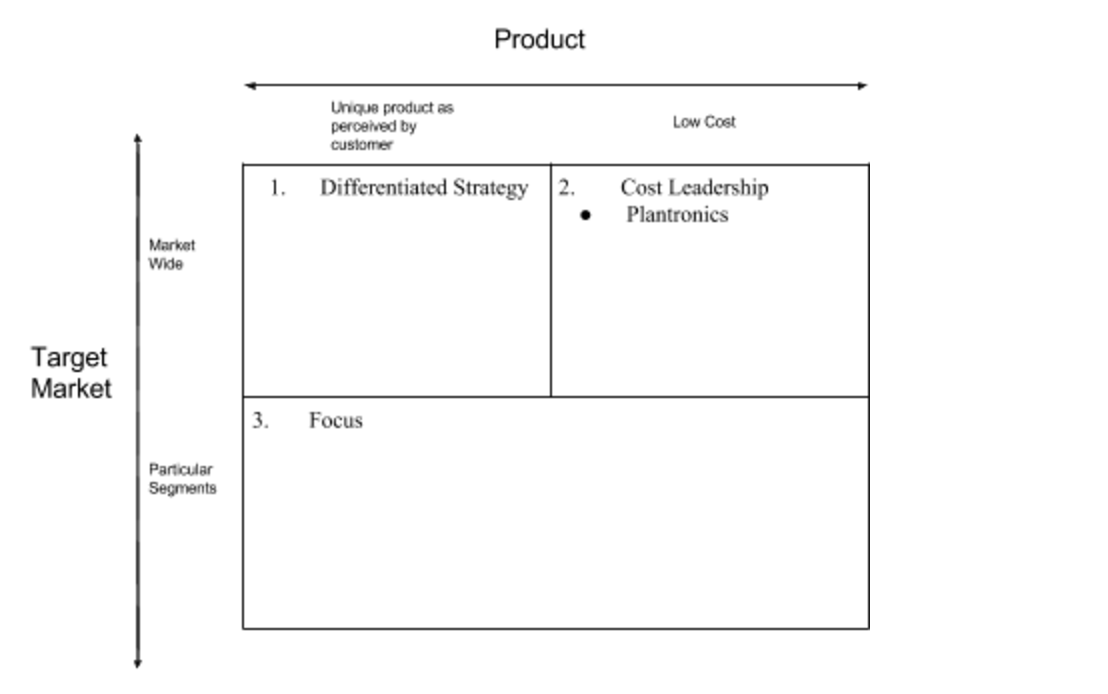 Product
Unique product as
perceived by
customer
Low Cost
1. Differentiated Strategy
2. Cost Leadership
● Plantronics
Market
Wide
Target
Market
3. Focus
Particular
Segments